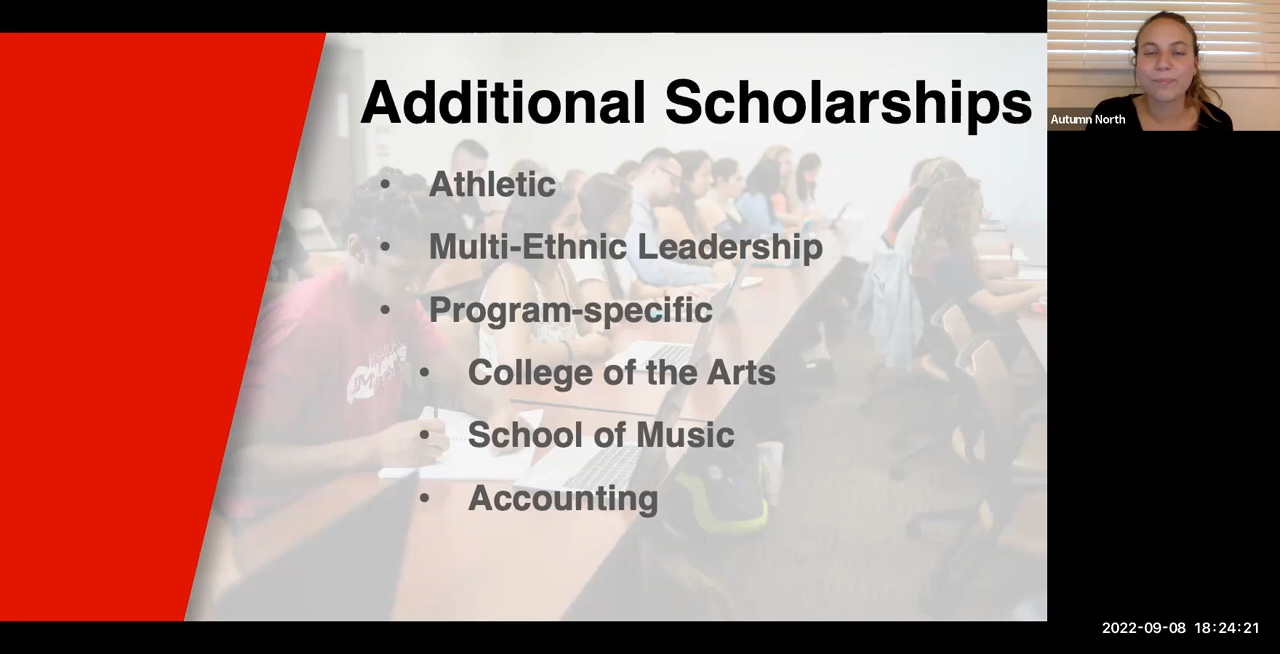 Additional Scholarships
• Athletic
• Multi-Ethnic Leadership
• Program-specific
• College of the Arts
• School of Music
• Accounting
Autumn North
2022-09-08 18:24:21